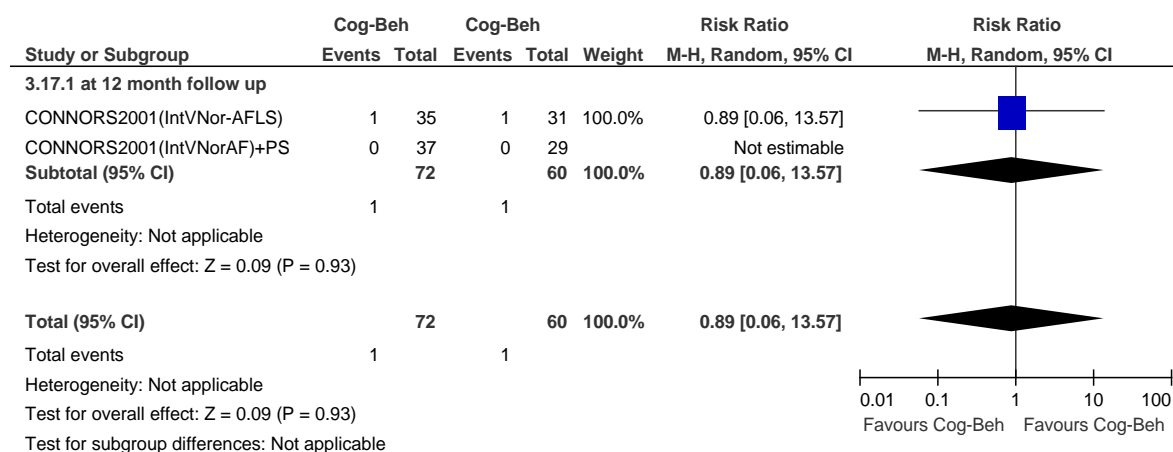 Cog-Beh Cog-Beh Risk Ratio Risk Ratio
Study or Subgroup Events Total Events Total Weight M-H, Random, 95% CI M-H, Random, 95% CI
3.17.1 at 12 month follow up
CONNORS2001(IntVNor-AFLS) 1 35 1 31 100.0% 0.89 [0.06, 13.57]
CONNORS2001(IntVNorAF)+PS 0 37 0 29 Not estimable
Subtotal (95% CI) 72 60 100.0% 0.89 [0.06, 13.57]
Total events 1 1
Heterogeneity: Not applicable
Test for overall effect: Z = 0.09 (P = 0.93)
Total (95% CI) 72 60 100.0% 0.89 [0.06, 13.57]
Total events 1 1
Heterogeneity: Not applicable
Test for overall effect: Z = 0.09 (P = 0.93)
Test for subgroup differences: Not applicable
0.01 0.1 1 10 100
Favours Cog-Beh Favours Cog-Beh